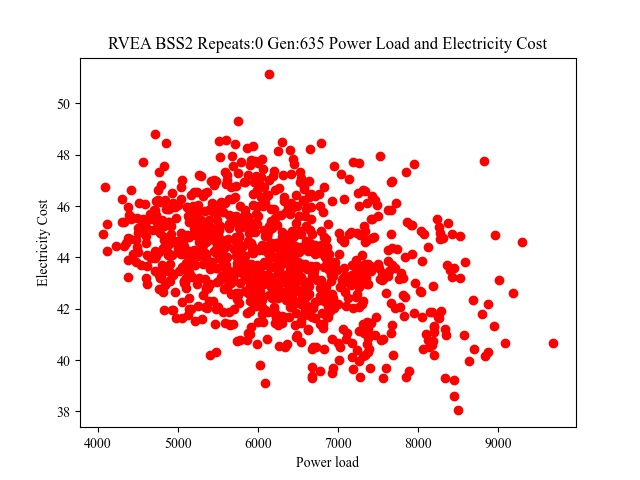 RVEA BSS2 Repeats:0 Gen:635 Power Load and Electricity Cost
50
48
46
44
42
40
38
Electricity Cost
4000 5000 6000 7000 8000 9000
Power load